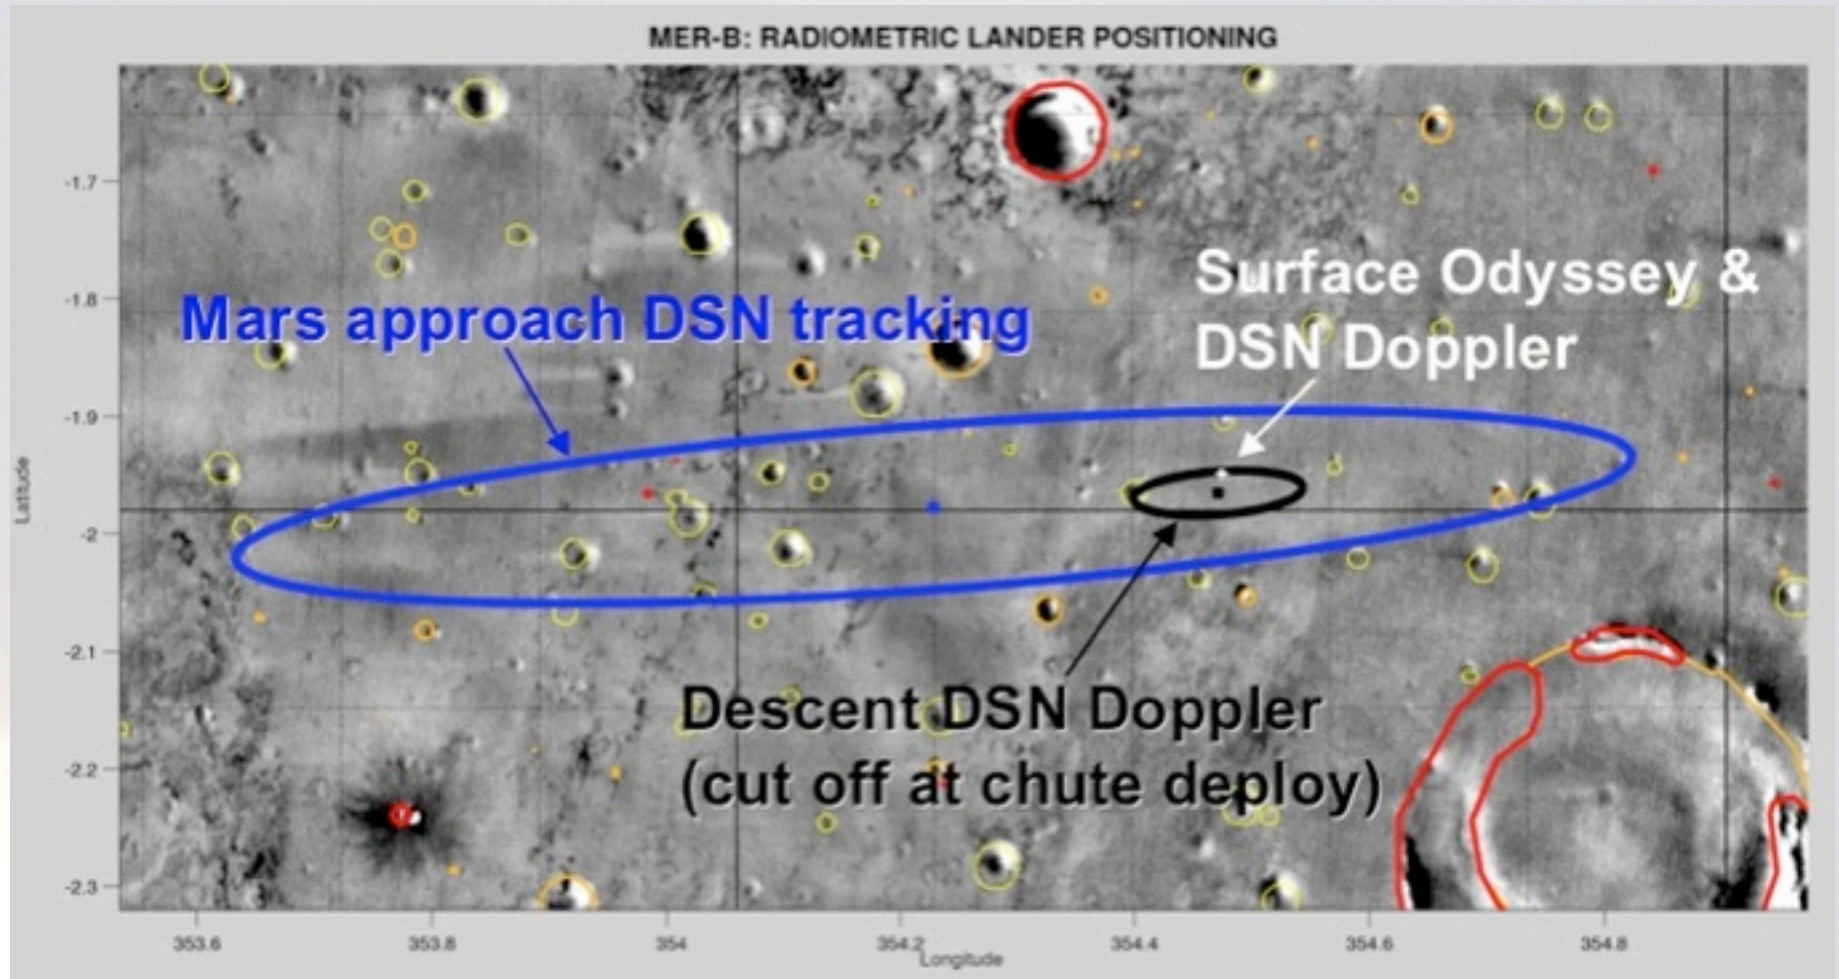 MER-B: RADIOMETRIC LANDER POSITIONING
-1.7
Surface Odyssey &
-1.8
Mars approach DSN tracking
DSN Doppler
-1.9
Latitude
-2
-2.1
Descent DSN Doppler
-2.2
(cut off at chute deploy)
-2.3
353.6
353.8
354
354.2
354.4
354.6
354.8
Longitude